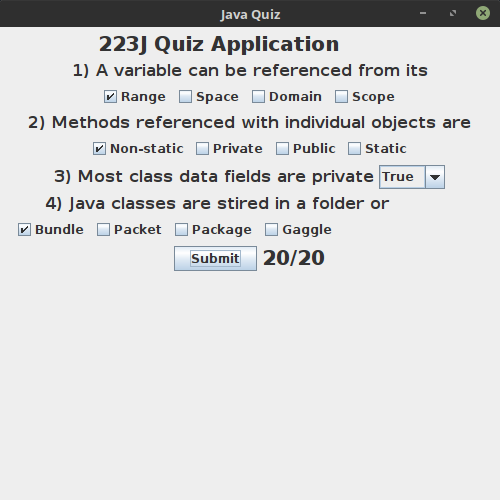 Java Quiz
223J Quiz Application
1) A variable can be referenced from its
Range Space Domain Scope
2) Methods referenced with individual objects are
Non-static Private Public Static
3) Most class data fields are private True
4) Java classes are stired in a folder or
Bundle Packet Package Gaggle
Submit 20/20